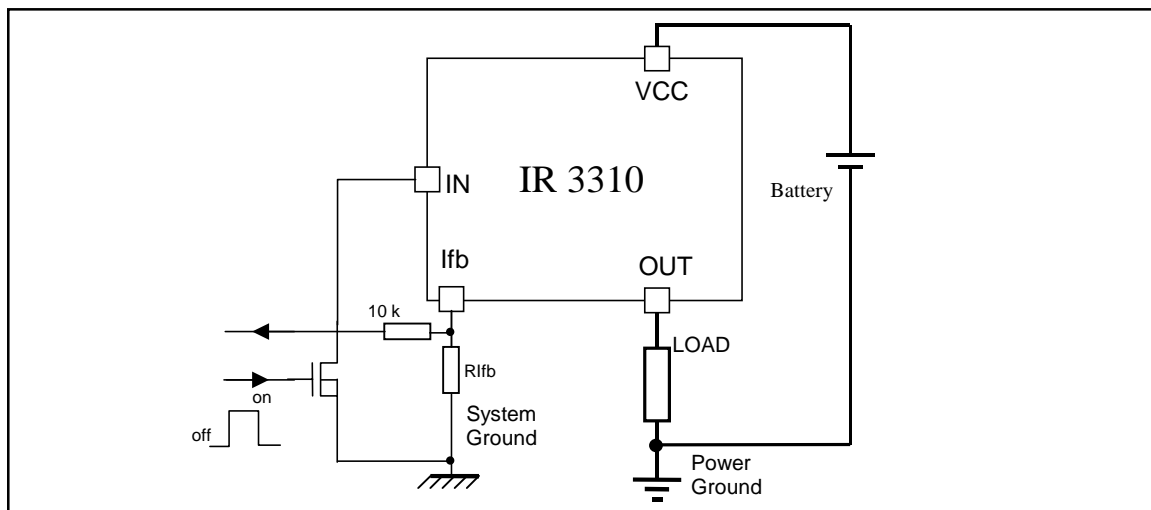 VCC
IN
IR 3310
Battery
Ifb
OUT
10 k
LOAD
RIfb
on
off
System
Ground
Power
Ground